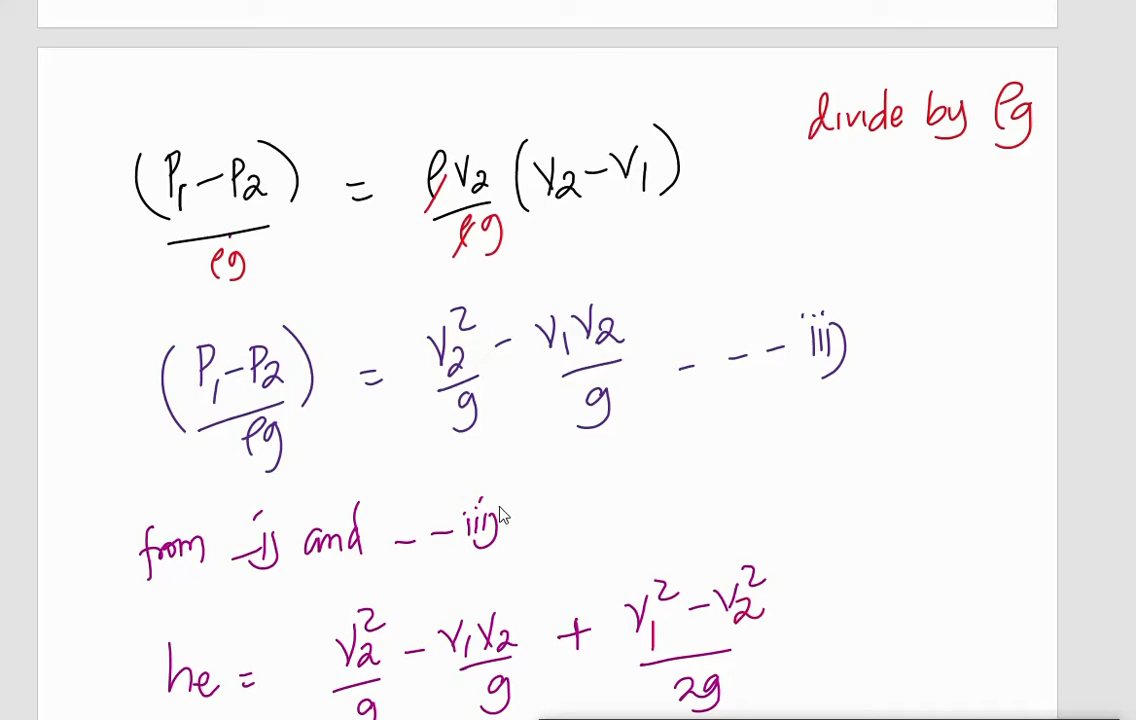 divide by ρg
(P₁-P₂)/ρg = ρV₂/ρg (V₂-V₁)
(P₁-P₂)/ρg = V₂²/g - V₁V₂/g - - - iii)
from -i) and - - iii)
he = V₂²/g - V₁V₂/g + V₁²-V₂²/2g